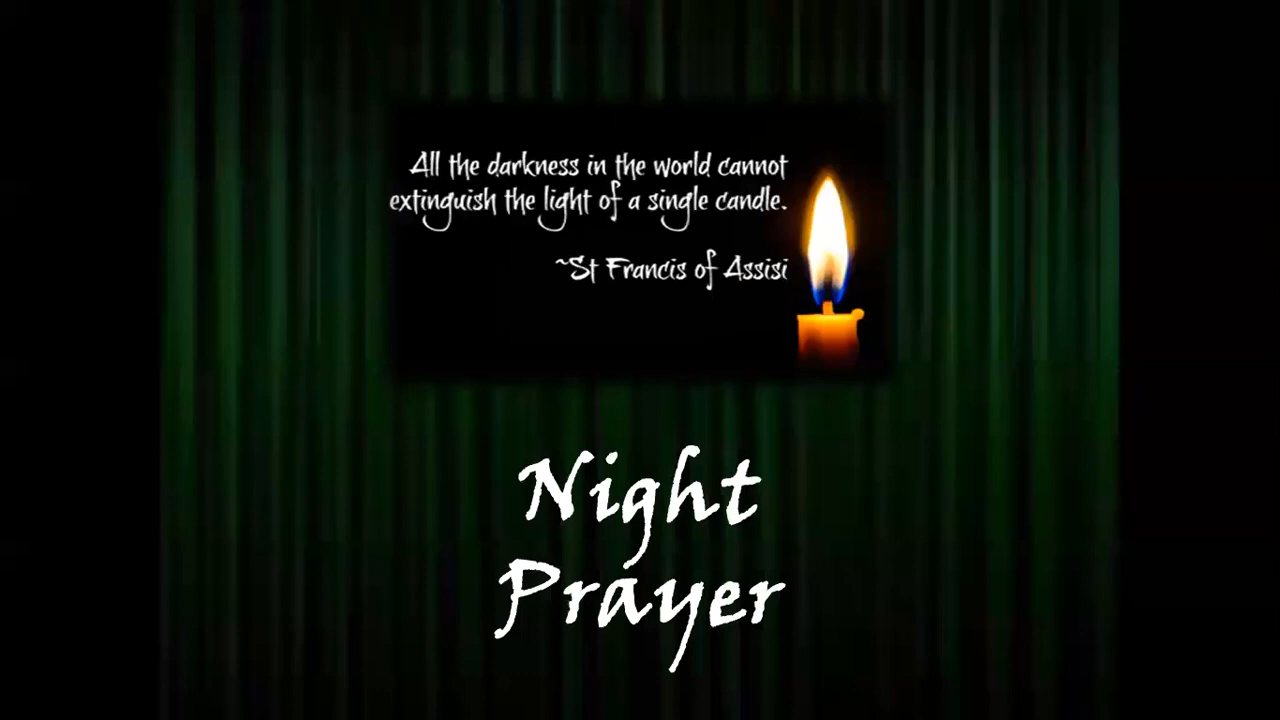 All the darkness in the world cannot
extinguish the light of a single candle.
~St Francis of Assisi
Night
Prayer